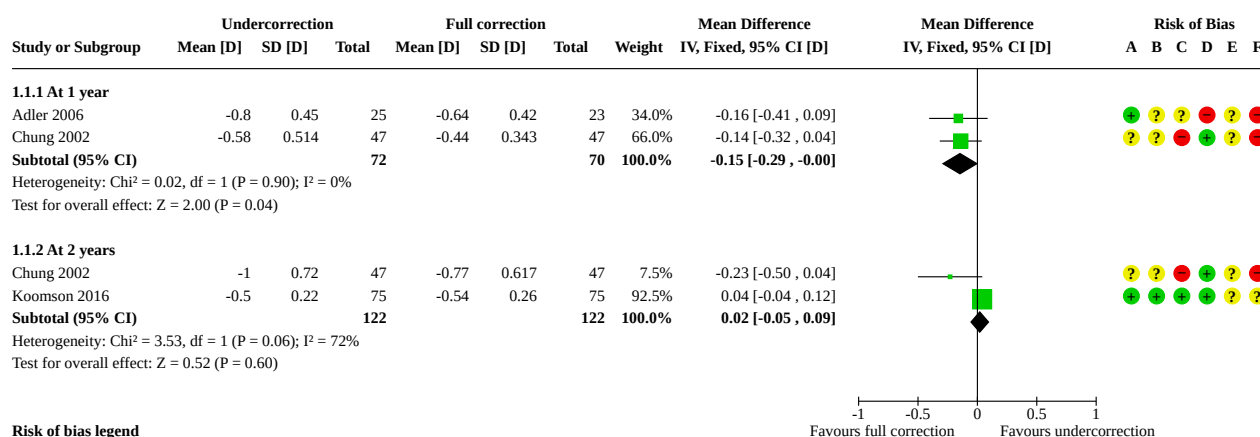 Undercorrection Full correction Mean Difference Mean Difference Risk of Bias
Study or Subgroup Mean [D] SD [D] Total Mean [D] SD [D] Total Weight IV, Fixed, 95% CI [D] IV, Fixed, 95% CI [D] A B C D E F
1.1.1 At 1 year
Adler 2006 -0.8 0.45 25 -0.64 0.42 23 34.0% -0.16 [-0.41 , 0.09] + ? ? − ? −
Chung 2002 -0.58 0.514 47 -0.44 0.343 47 66.0% -0.14 [-0.32 , 0.04] ? ? − + ? −
Subtotal (95% CI) 72 70 100.0% -0.15 [-0.29 , -0.00]
Heterogeneity: Chi² = 0.02, df = 1 (P = 0.90); I² = 0%
Test for overall effect: Z = 2.00 (P = 0.04)
1.1.2 At 2 years
Chung 2002 -1 0.72 47 -0.77 0.617 47 7.5% -0.23 [-0.50 , 0.04] ? ? − + ? −
Koomson 2016 -0.5 0.22 75 -0.54 0.26 75 92.5% 0.04 [-0.04 , 0.12] + + + + ? ?
Subtotal (95% CI) 122 122 100.0% 0.02 [-0.05 , 0.09]
Heterogeneity: Chi² = 3.53, df = 1 (P = 0.06); I² = 72%
Test for overall effect: Z = 0.52 (P = 0.60)
-1 -0.5 0 0.5 1
Risk of bias legend Favours full correction Favours undercorrection